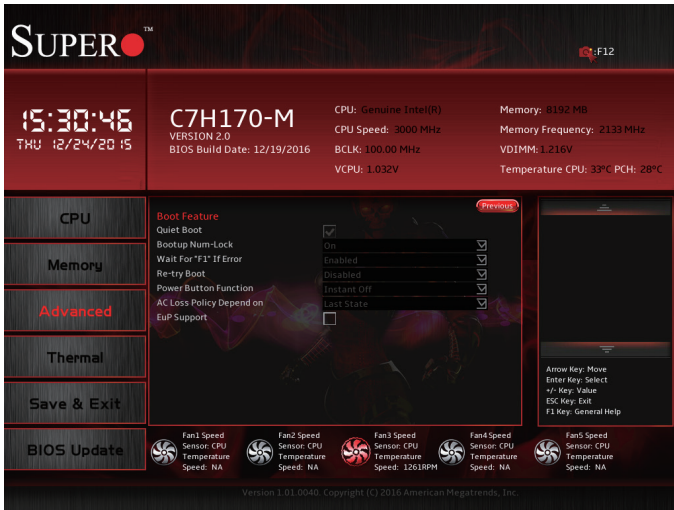 SUPER
TM
:F12
15:30:46
THU 12/24/2015
C7H170-M
VERSION 2.0
BIOS Build Date: 12/19/2016
CPU: Genuine Intel(R)
CPU Speed: 3000 MHz
BCLK: 100.00 MHz
VCPU: 1.032V
Memory: 8192 MB
Memory Frequency: 2133 MHz
VDIMM: 1.216V
Temperature CPU: 33°C PCH: 28°C
CPU
Memory
Advanced
Thermal
Save & Exit
BIOS Update
Previous
Boot Feature
Quiet Boot
Bootup Num-Lock On
Wait For "F1" If Error Enabled
Re-try Boot Disabled
Power Button Function Instant Off
AC Loss Policy Depend on Last State
EuP Support
Arrow Key: Move
Enter Key: Select
+/- Key: Value
ESC Key: Exit
F1 Key: General Help
Fan1 Speed
Sensor: CPU
Temperature
Speed: NA
Fan2 Speed
Sensor: CPU
Temperature
Speed: NA
Fan3 Speed
Sensor: CPU
Temperature
Speed: 1261RPM
Fan4 Speed
Sensor: CPU
Temperature
Speed: NA
Fan5 Speed
Sensor: CPU
Temperature
Speed: NA
Version 1.01.0040. Copyright (C) 2016 American Megatrends, Inc.